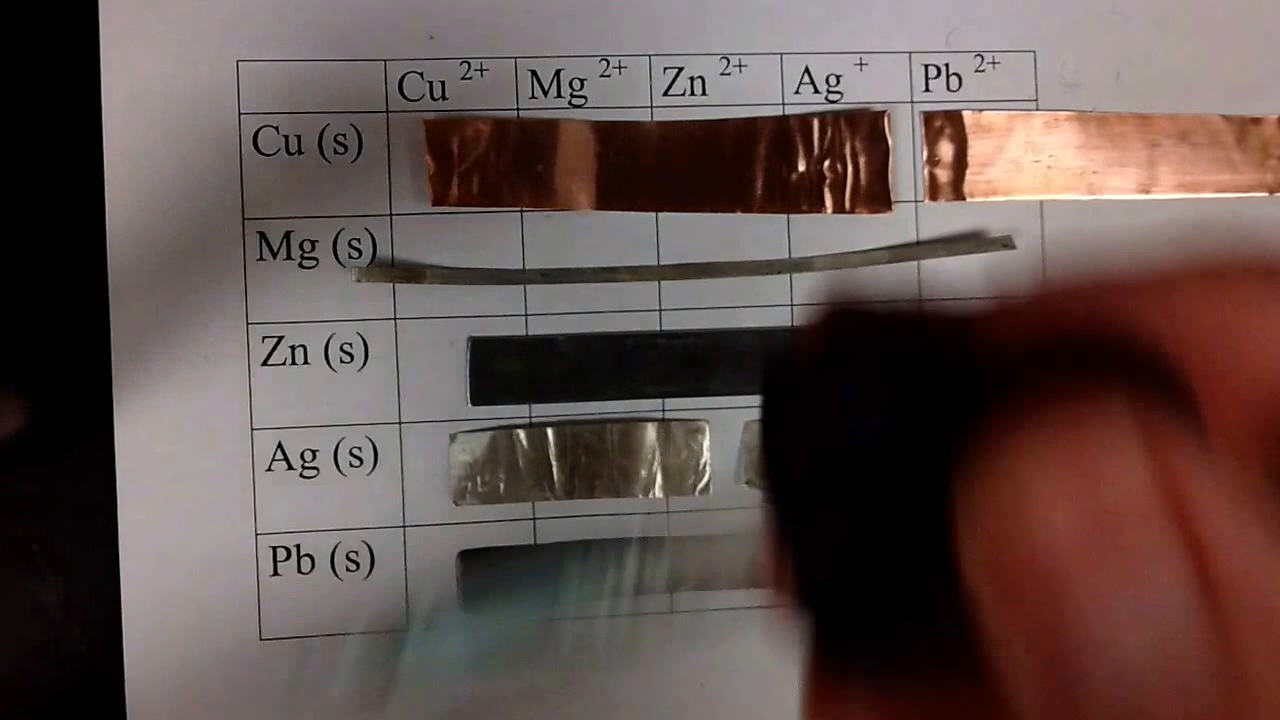 Cu 2+ Mg 2+ Zn 2+ Ag + Pb 2+
Cu (s)
Mg (s)
Zn (s)
Ag (s)
Pb (s)